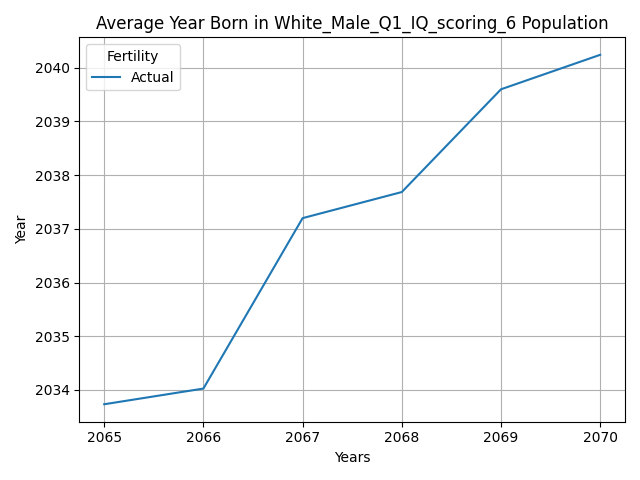 Average Year Born in White_Male_Q1_IQ_scoring_6 Population
Fertility
Actual
2040
2039
2038
2037
2036
2035
2034
Year
2065 2066 2067 2068 2069 2070
Years